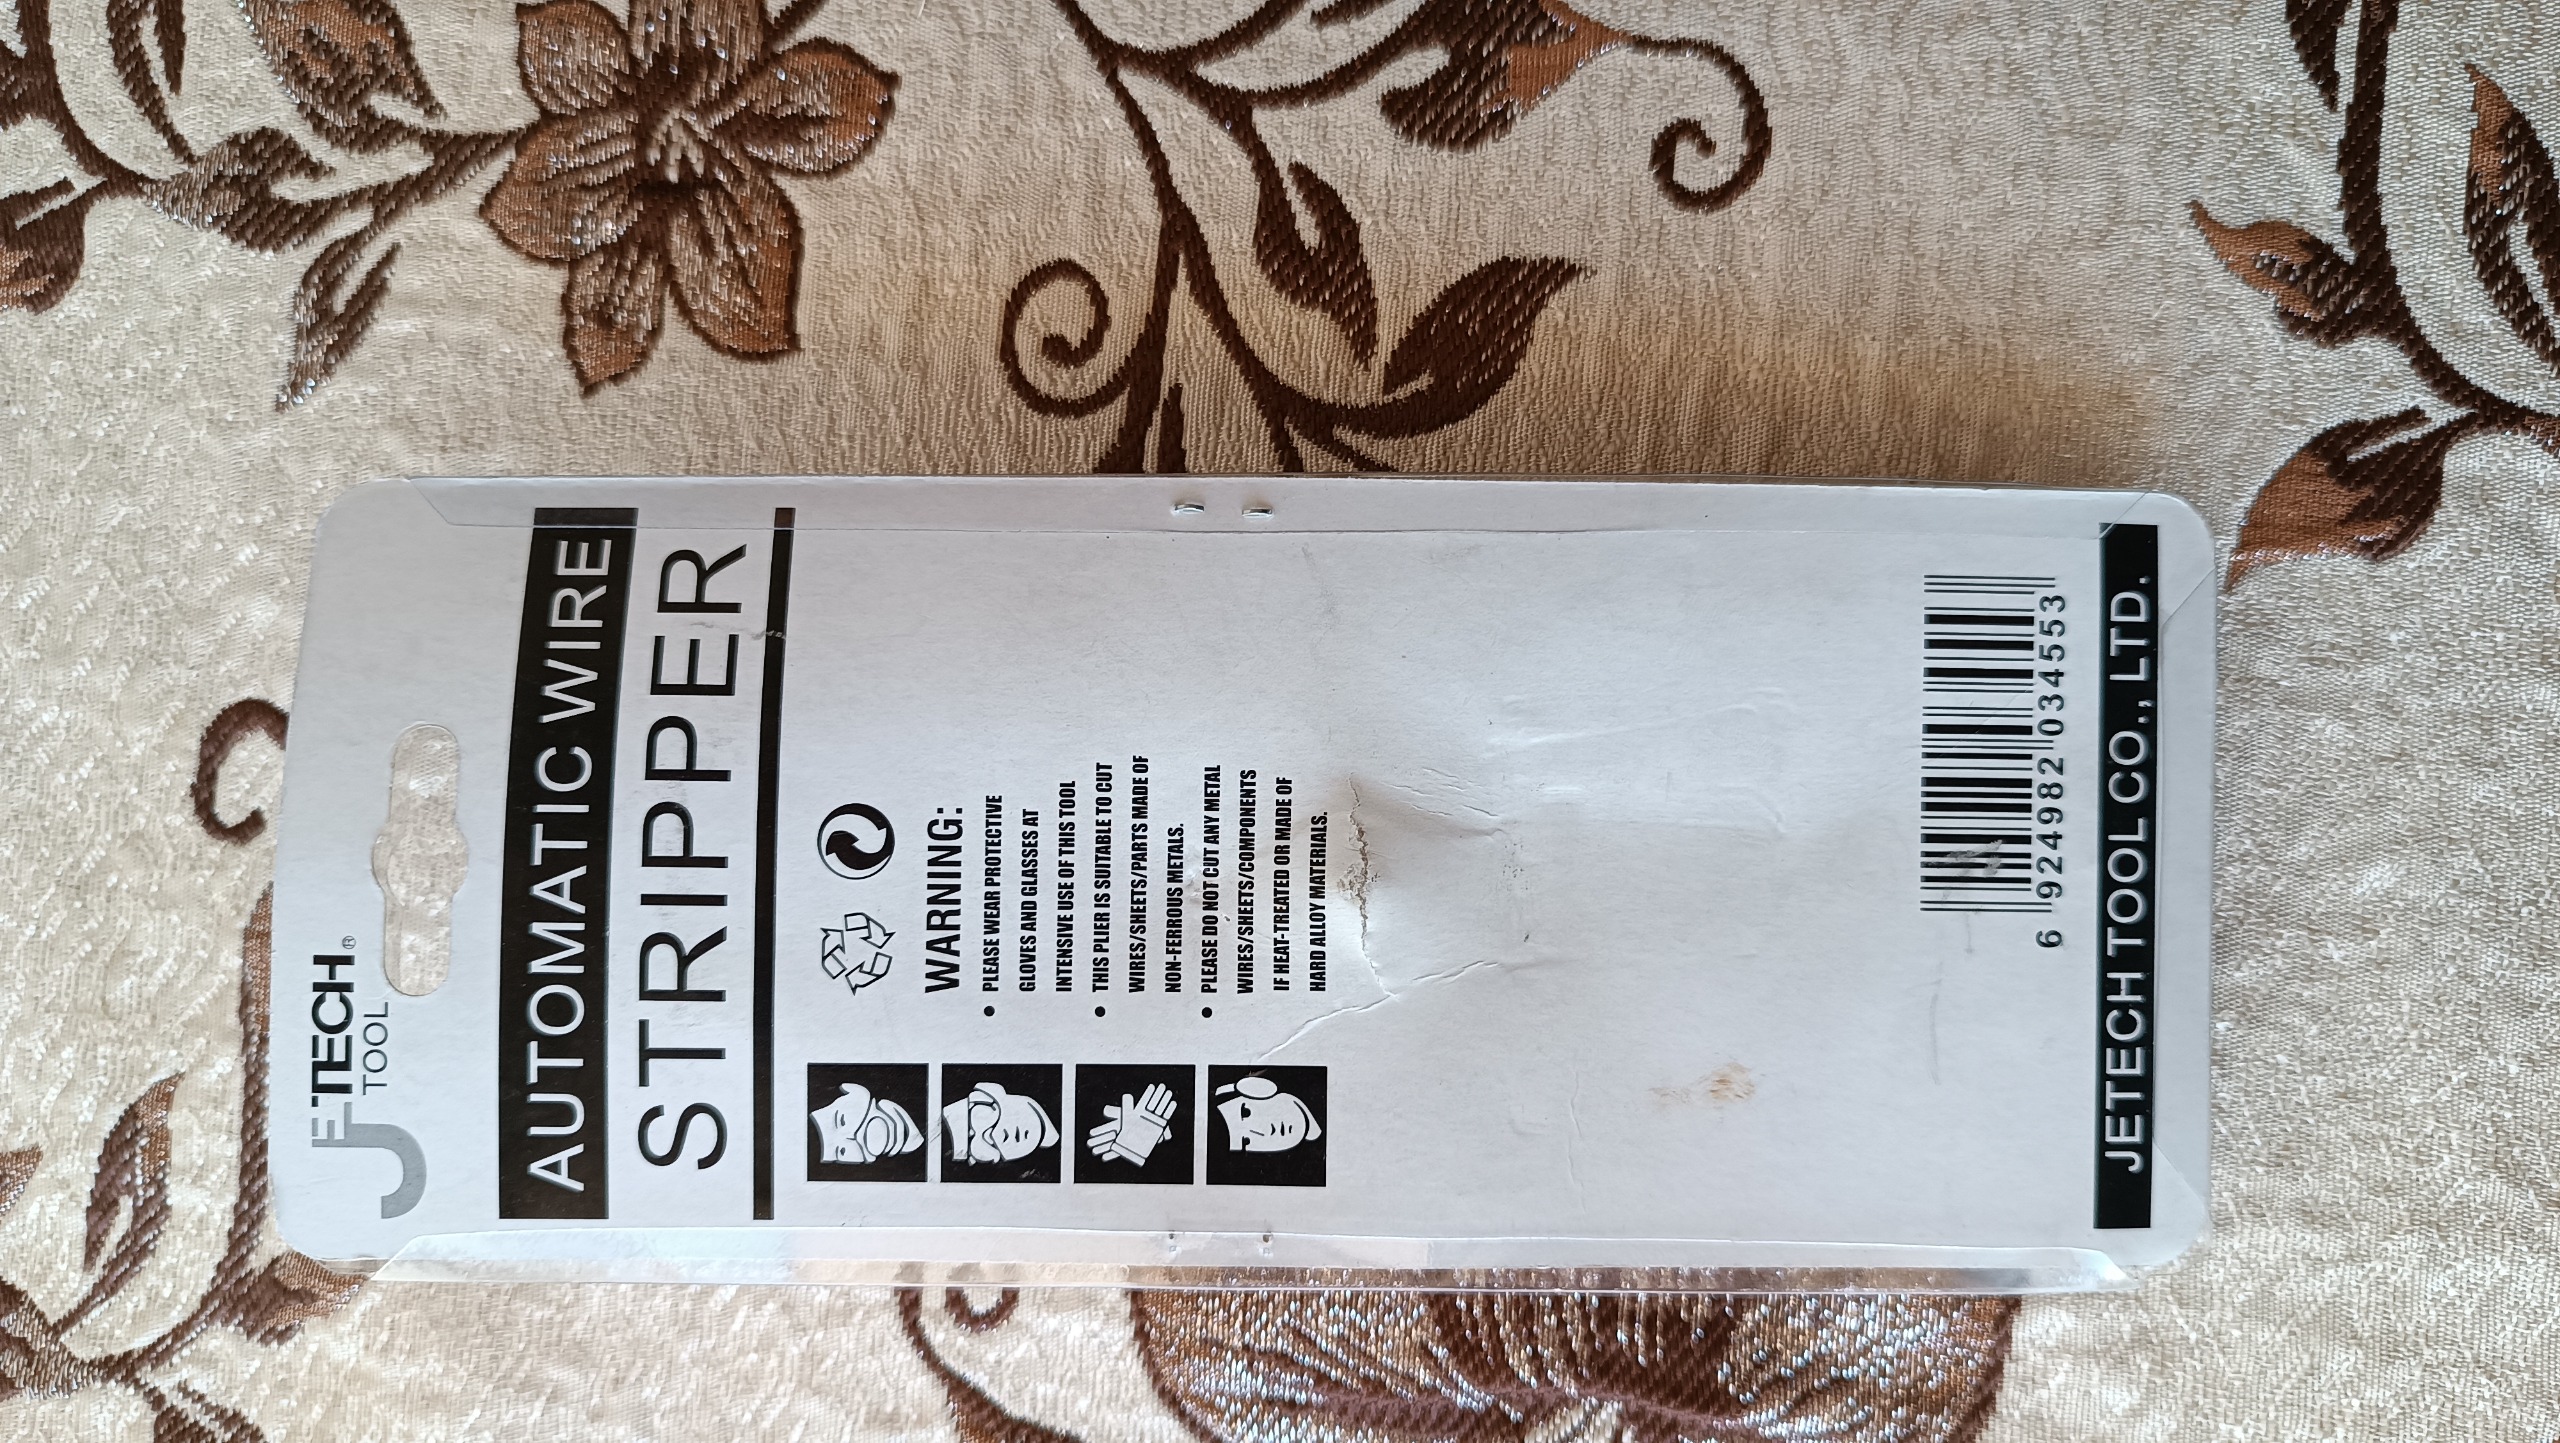 JETECH®
TOOL
AUTOMATIC WIRE
STRIPPER
WARNING:
• PLEASE WEAR PROTECTIVE
GLOVES AND GLASSES AT
INTENSIVE USE OF THIS TOOL
• THIS PLIER IS SUITABLE TO CUT
WIRES/SHEETS/PARTS MADE OF
NON-FERROUS METALS.
• PLEASE DO NOT CUT ANY METAL
WIRES/SHEETS/COMPONENTS
IF HEAT-TREATED OR MADE OF
HARD ALLOY MATERIALS.
6 924982 034553
JETECH TOOL CO., LTD.